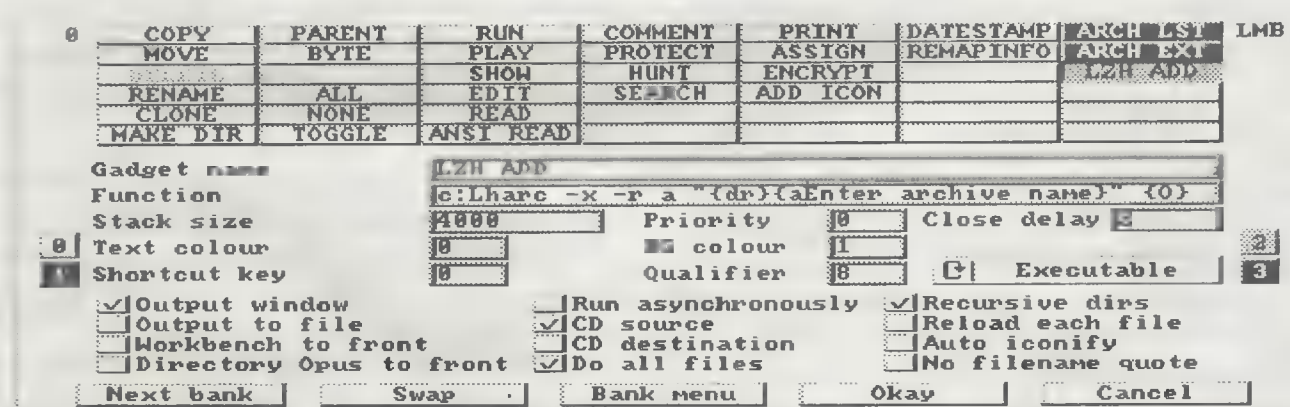 0 COPY PARENT RUN COMMENT PRINT DATESTAMP ARCH LST LMB
MOVE BYTE PLAY PROTECT ASSIGN REMAPINFO ARCH EXT
SHOW HUNT ENCRYPT LZH ADD
RENAME ALL EDIT SEARCH ADD ICON
CLONE NONE READ
MAKE DIR TOGGLE ANSI READ
Gadget name LZH ADD
Function c:Lharc -x -r a "{dr}{aEnter archive name}" {O}
Stack size 4000 Priority 0 Close delay
0 Text colour 0 BG colour 1 2
Shortcut key 0 Qualifier 8 Executable 3
Output window Run asynchronously Recursive dirs
Output to file CD source Reload each file
Workbench to front CD destination Auto iconify
Directory Opus to front Do all files No filename quote
Next bank Swap Bank menu Okay Cancel